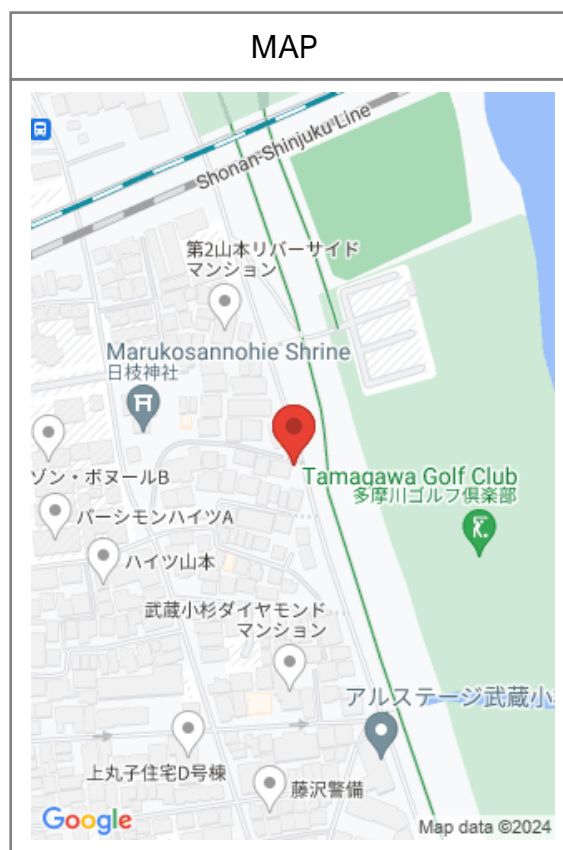 MAP
Shonan-Shinjuku Line
第2山本リバーサイド
マンション
Marukosannohie Shrine
日枝神社
ゾン・ボヌールB
Tamagawa Golf Club
多摩川ゴルフ倶楽部
パーシモンハイツA
ハイツ山本
武蔵小杉ダイヤモンド
マンション
アルステージ武蔵小
上丸子住宅D号棟
藤沢警備
Google
Map data ©2024